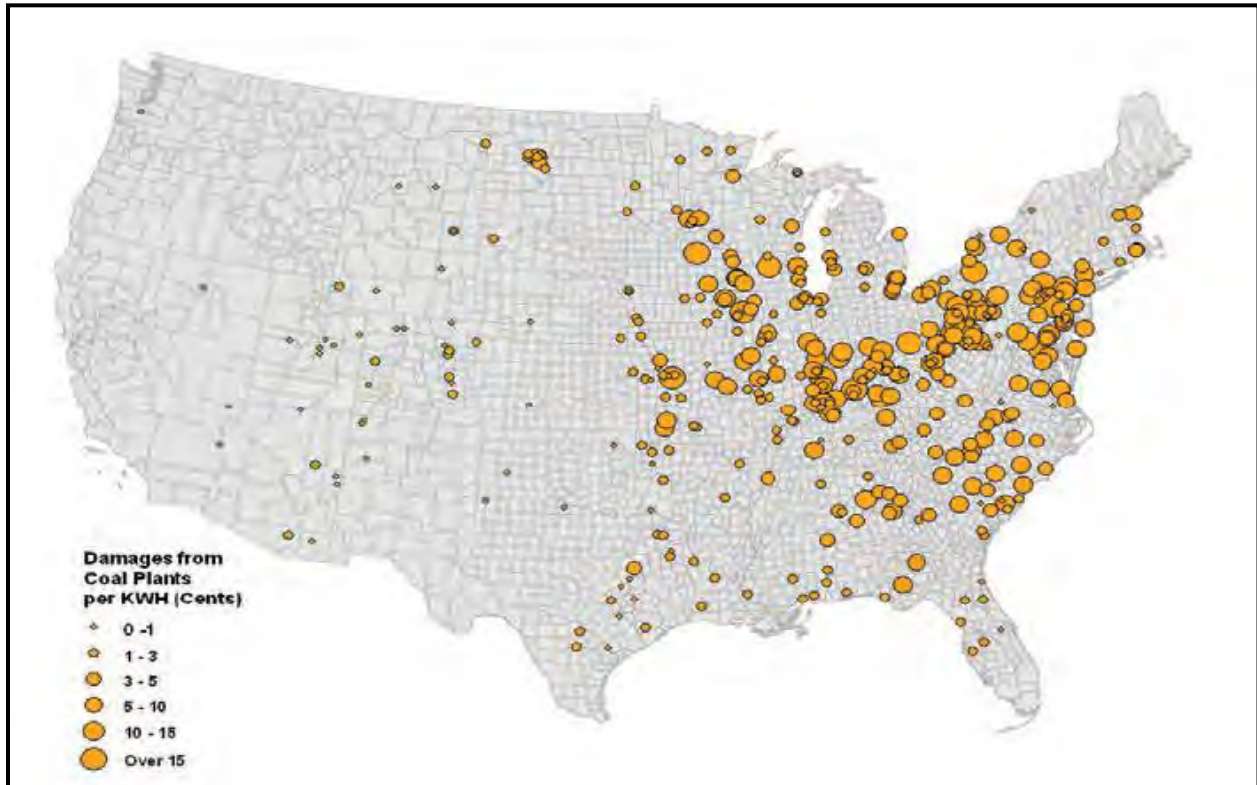 Damages from
Coal Plants
per KWH (Cents)
0 -1
1 - 3
3 - 5
5 - 10
10 - 15
Over 15